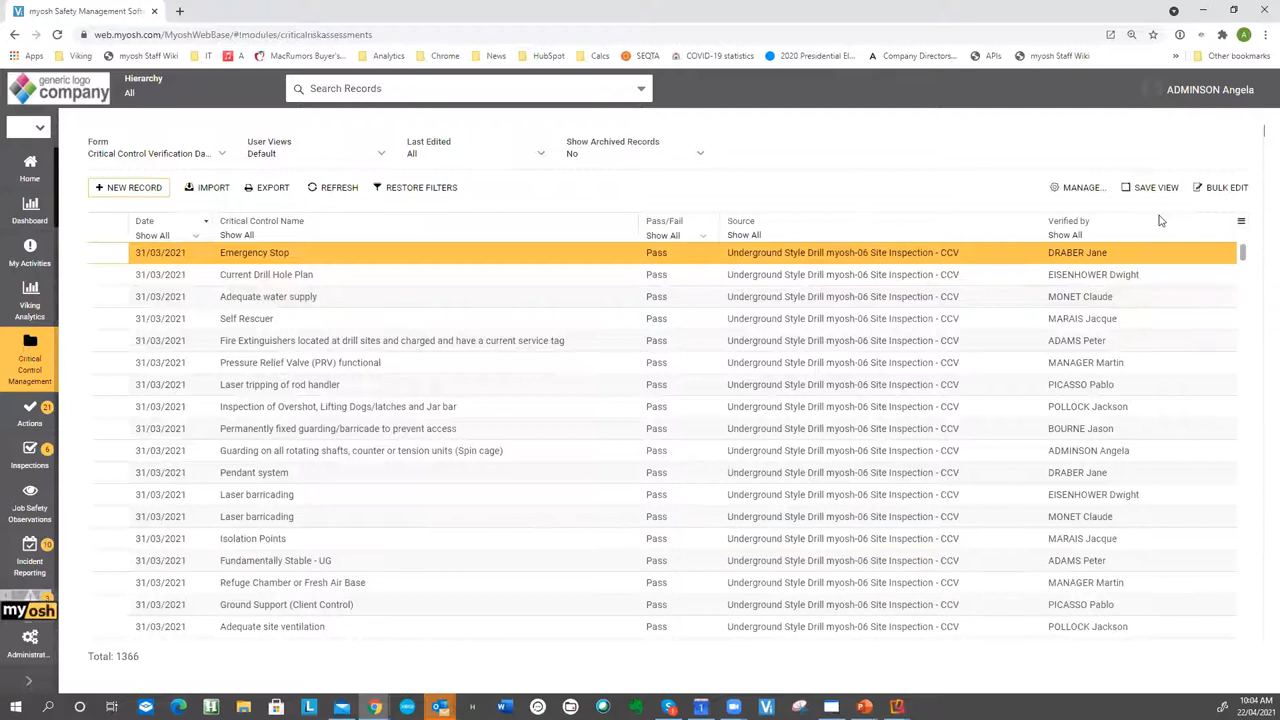 myosh Safety Management Soft
web.myosh.com/MyoshWebBase/#!modules/criticalriskassessments
Apps Viking myosh Staff Wiki IT A MacRumors Buyer's... Analytics Chrome News HubSpot Calcs SEQTA COVID-19 statistics 2020 Presidential El... Company Directors... APIs myosh Staff Wiki » Other bookmarks
generic logo
company
Hierarchy
All
Search Records
ADMINSON Angela
Form User Views Last Edited Show Archived Records
Critical Control Verification Da... Default All No
+ NEW RECORD IMPORT EXPORT REFRESH RESTORE FILTERS MANAGE... SAVE VIEW BULK EDIT
Date Critical Control Name Pass/Fail Source Verified by
Show All Show All Show All Show All Show All
31/03/2021 Emergency Stop Pass Underground Style Drill myosh-06 Site Inspection - CCV DRABER Jane
31/03/2021 Current Drill Hole Plan Pass Underground Style Drill myosh-06 Site Inspection - CCV EISENHOWER Dwight
31/03/2021 Adequate water supply Pass Underground Style Drill myosh-06 Site Inspection - CCV MONET Claude
31/03/2021 Self Rescuer Pass Underground Style Drill myosh-06 Site Inspection - CCV MARAIS Jacque
31/03/2021 Fire Extinguishers located at drill sites and charged and have a current service tag Pass Underground Style Drill myosh-06 Site Inspection - CCV ADAMS Peter
31/03/2021 Pressure Relief Valve (PRV) functional Pass Underground Style Drill myosh-06 Site Inspection - CCV MANAGER Martin
31/03/2021 Laser tripping of rod handler Pass Underground Style Drill myosh-06 Site Inspection - CCV PICASSO Pablo
31/03/2021 Inspection of Overshot, Lifting Dogs/latches and Jar bar Pass Underground Style Drill myosh-06 Site Inspection - CCV POLLOCK Jackson
31/03/2021 Permanently fixed guarding/barricade to prevent access Pass Underground Style Drill myosh-06 Site Inspection - CCV BOURNE Jason
31/03/2021 Guarding on all rotating shafts, counter or tension units (Spin cage) Pass Underground Style Drill myosh-06 Site Inspection - CCV ADMINSON Angela
31/03/2021 Pendant system Pass Underground Style Drill myosh-06 Site Inspection - CCV DRABER Jane
31/03/2021 Laser barricading Pass Underground Style Drill myosh-06 Site Inspection - CCV EISENHOWER Dwight
31/03/2021 Laser barricading Pass Underground Style Drill myosh-06 Site Inspection - CCV MONET Claude
31/03/2021 Isolation Points Pass Underground Style Drill myosh-06 Site Inspection - CCV MARAIS Jacque
31/03/2021 Fundamentally Stable - UG Pass Underground Style Drill myosh-06 Site Inspection - CCV ADAMS Peter
31/03/2021 Refuge Chamber or Fresh Air Base Pass Underground Style Drill myosh-06 Site Inspection - CCV MANAGER Martin
31/03/2021 Ground Support (Client Control) Pass Underground Style Drill myosh-06 Site Inspection - CCV PICASSO Pablo
31/03/2021 Adequate site ventilation Pass Underground Style Drill myosh-06 Site Inspection - CCV POLLOCK Jackson
Total: 1366
Home
Dashboard
My Activities
Viking
Analytics
Critical
Control
Management
21
Actions
6
Inspections
Job Safety
Observations
10
Incident
Reporting
3
myosh
Administrat...
10:04 AM
22/04/2021